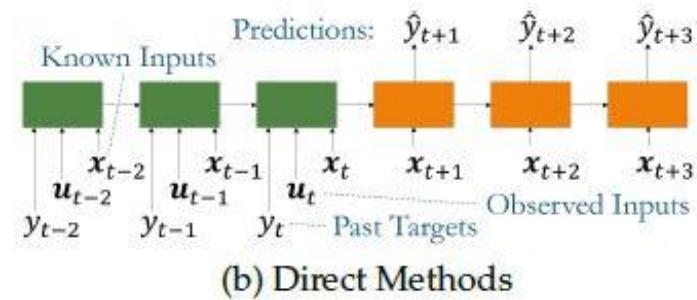 Predictions: ŷt+1 ŷt+2 ŷt+3
Known Inputs
xt−2 xt−1 xt xt+1 xt+2 xt+3
ut−2 ut−1 ut Observed Inputs
yt−2 yt−1 yt Past Targets
(b) Direct Methods